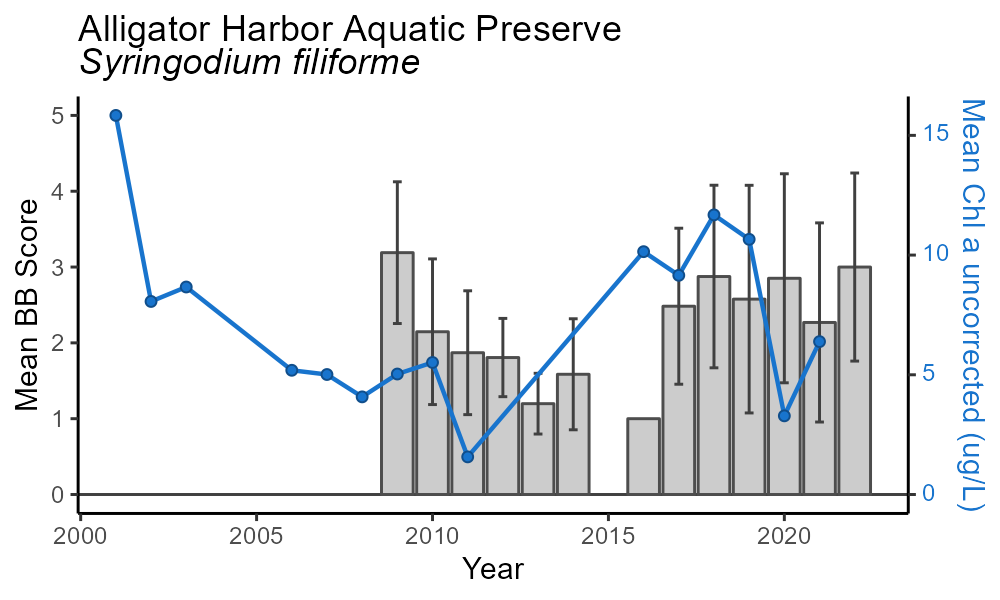 Alligator Harbor Aquatic Preserve
Syringodium filiforme
5
4
3
2
1
0
Mean BB Score
15
10
5
0
Mean Chl a uncorrected (ug/L)
2000 2005 2010 2015 2020
Year